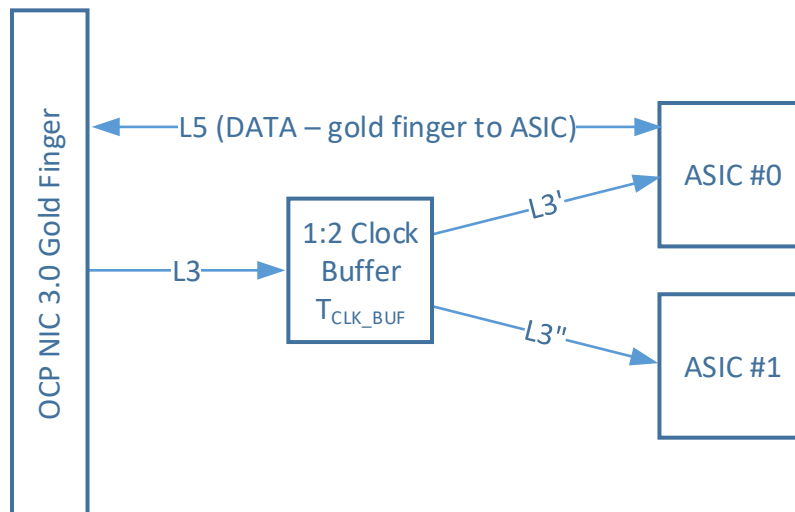 OCP NIC 3.0 Gold Finger
L5 (DATA – gold finger to ASIC)
ASIC #0
L3'
L3
1:2 Clock
Buffer
T_CLK_BUF
L3"
ASIC #1